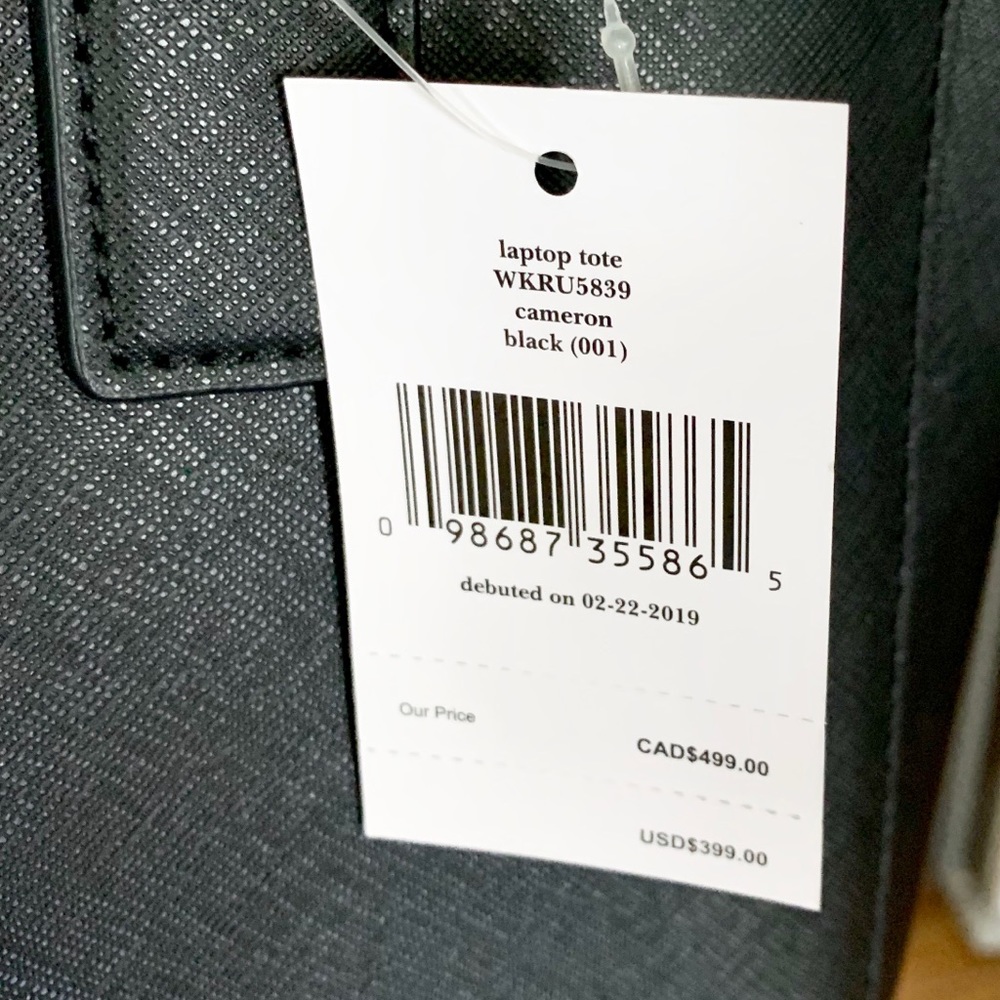 laptop tote
WKRU5839
cameron
black (001)
0 98687 35586 5
debuted on 02-22-2019
Our Price
CAD$499.00
USD$399.00